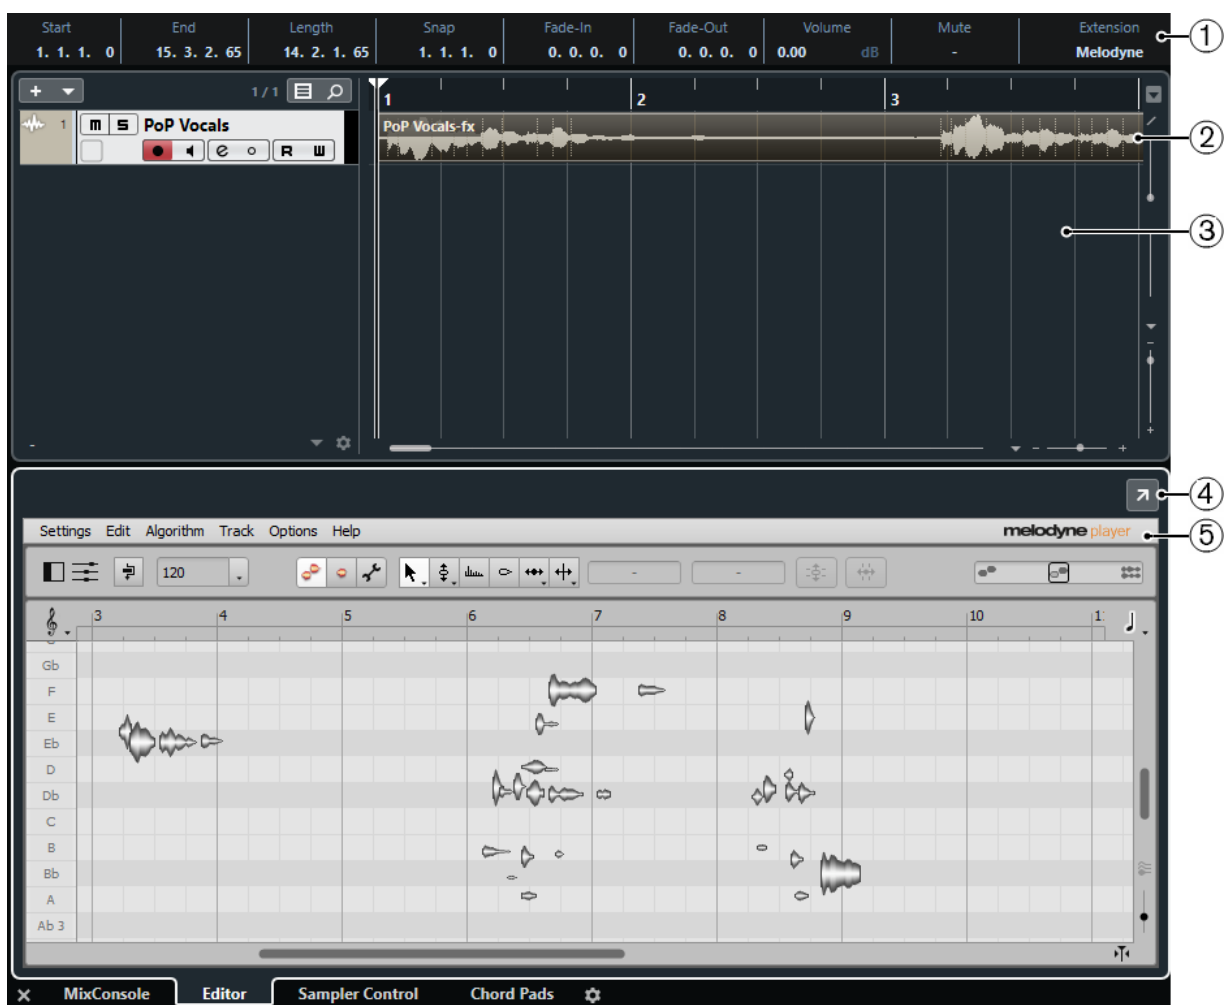 Start End Length Snap Fade-In Fade-Out Volume Mute Extension
1. 1. 1. 0 15. 3. 2. 65 14. 2. 1. 65 1. 1. 1. 0 0. 0. 0. 0 0. 0. 0. 0 0.00 dB - Melodyne
1
+ 1/1 1 2 3
1 m S PoP Vocals PoP Vocals-fx
2
e R
3
-
4
Settings Edit Algorithm Track Options Help melodyne player
5
120 - -
3 4 5 6 7 8 9 10 1
Gb
F
E
Eb
D
Db
C
B
Bb
A
Ab 3
MixConsole Editor Sampler Control Chord Pads